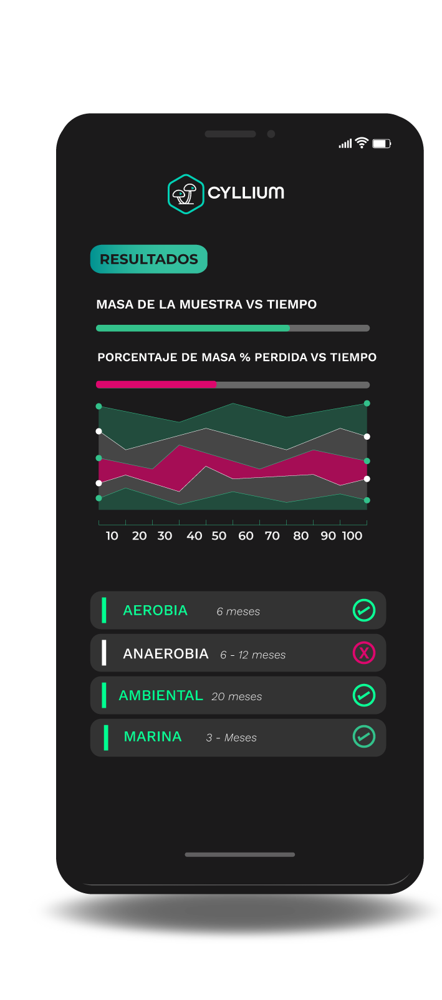 CYLLIUM
RESULTADOS
MASA DE LA MUESTRA VS TIEMPO
PORCENTAJE DE MASA % PERDIDA VS TIEMPO
10 20 30 40 50 60 70 80 90 100
AEROBIA 6 meses
ANAEROBIA 6 - 12 meses X
AMBIENTAL 20 meses
MARINA 3 - Meses